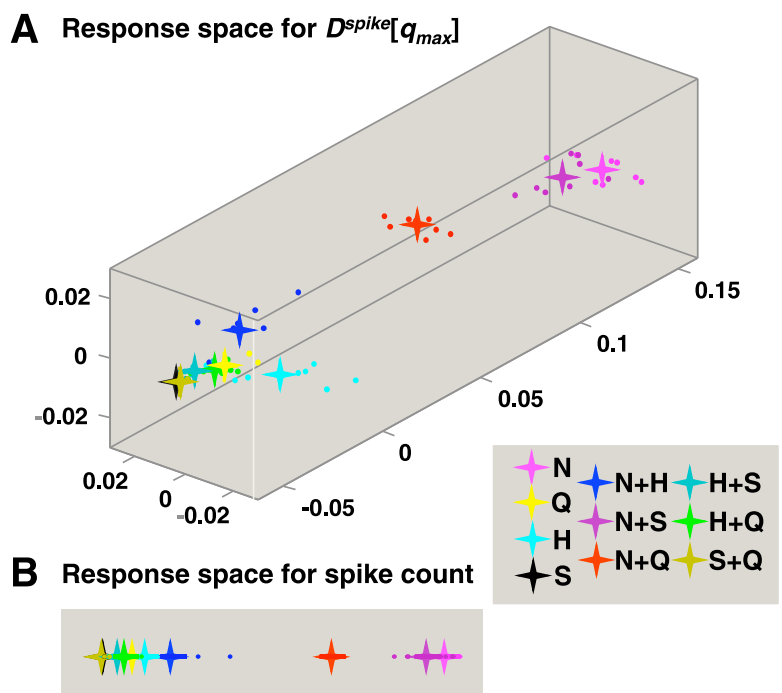 A Response space for D^spike[q_max]
0.02
0
-0.02
0.02
0
-0.02
-0.05
0
0.05
0.1
0.15
N
Q
H
S
N+H
N+S
N+Q
H+S
H+Q
S+Q
B Response space for spike count